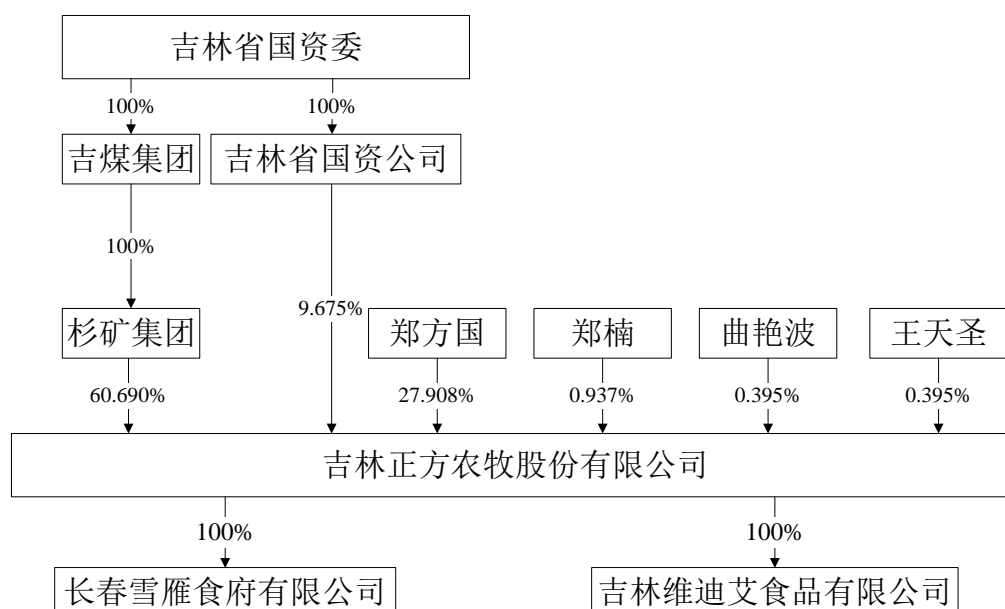 吉林省国资委
100% 100%
吉煤集团 吉林省国资公司
100%
9.675%
杉矿集团 郑方国 郑楠 曲艳波 王天圣
60.690% 27.908% 0.937% 0.395% 0.395%
吉林正方农牧股份有限公司
100% 100%
长春雪雁食府有限公司 吉林维迪艾食品有限公司